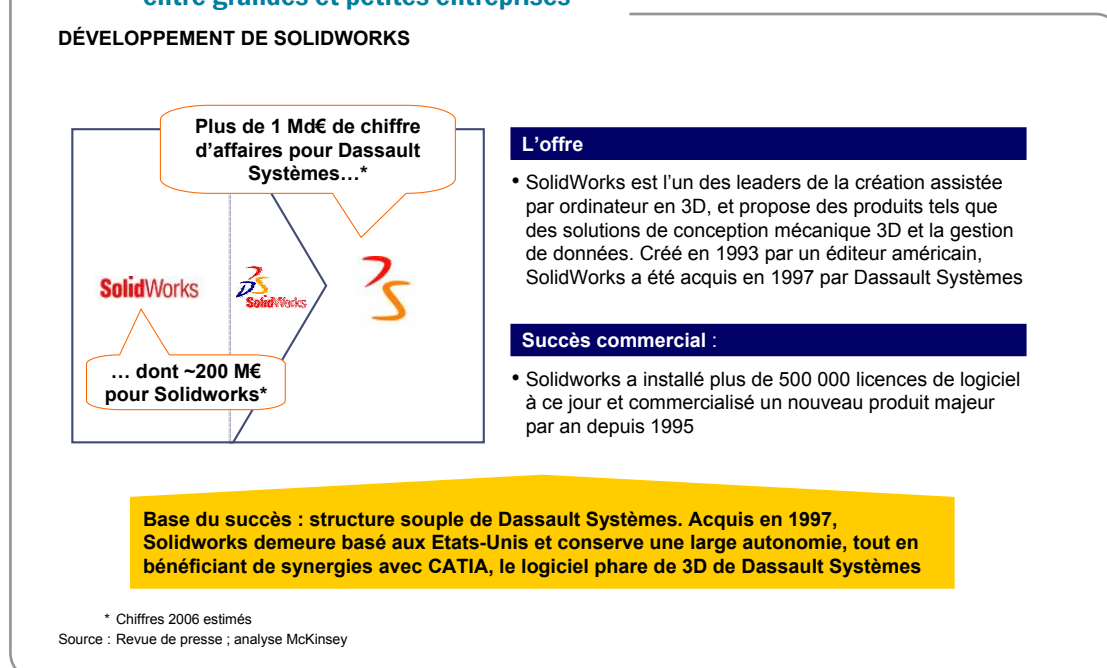 entre grandes et petites entreprises
DÉVELOPPEMENT DE SOLIDWORKS
Plus de 1 Md€ de chiffre
d'affaires pour Dassault
Systèmes…*
SolidWorks
SolidWorks
… dont ~200 M€
pour Solidworks*
L'offre
• SolidWorks est l'un des leaders de la création assistée
par ordinateur en 3D, et propose des produits tels que
des solutions de conception mécanique 3D et la gestion
de données. Créé en 1993 par un éditeur américain,
SolidWorks a été acquis en 1997 par Dassault Systèmes
Succès commercial :
• Solidworks a installé plus de 500 000 licences de logiciel
à ce jour et commercialisé un nouveau produit majeur
par an depuis 1995
Base du succès : structure souple de Dassault Systèmes. Acquis en 1997,
Solidworks demeure basé aux Etats-Unis et conserve une large autonomie, tout en
bénéficiant de synergies avec CATIA, le logiciel phare de 3D de Dassault Systèmes
* Chiffres 2006 estimés
Source : Revue de presse ; analyse McKinsey